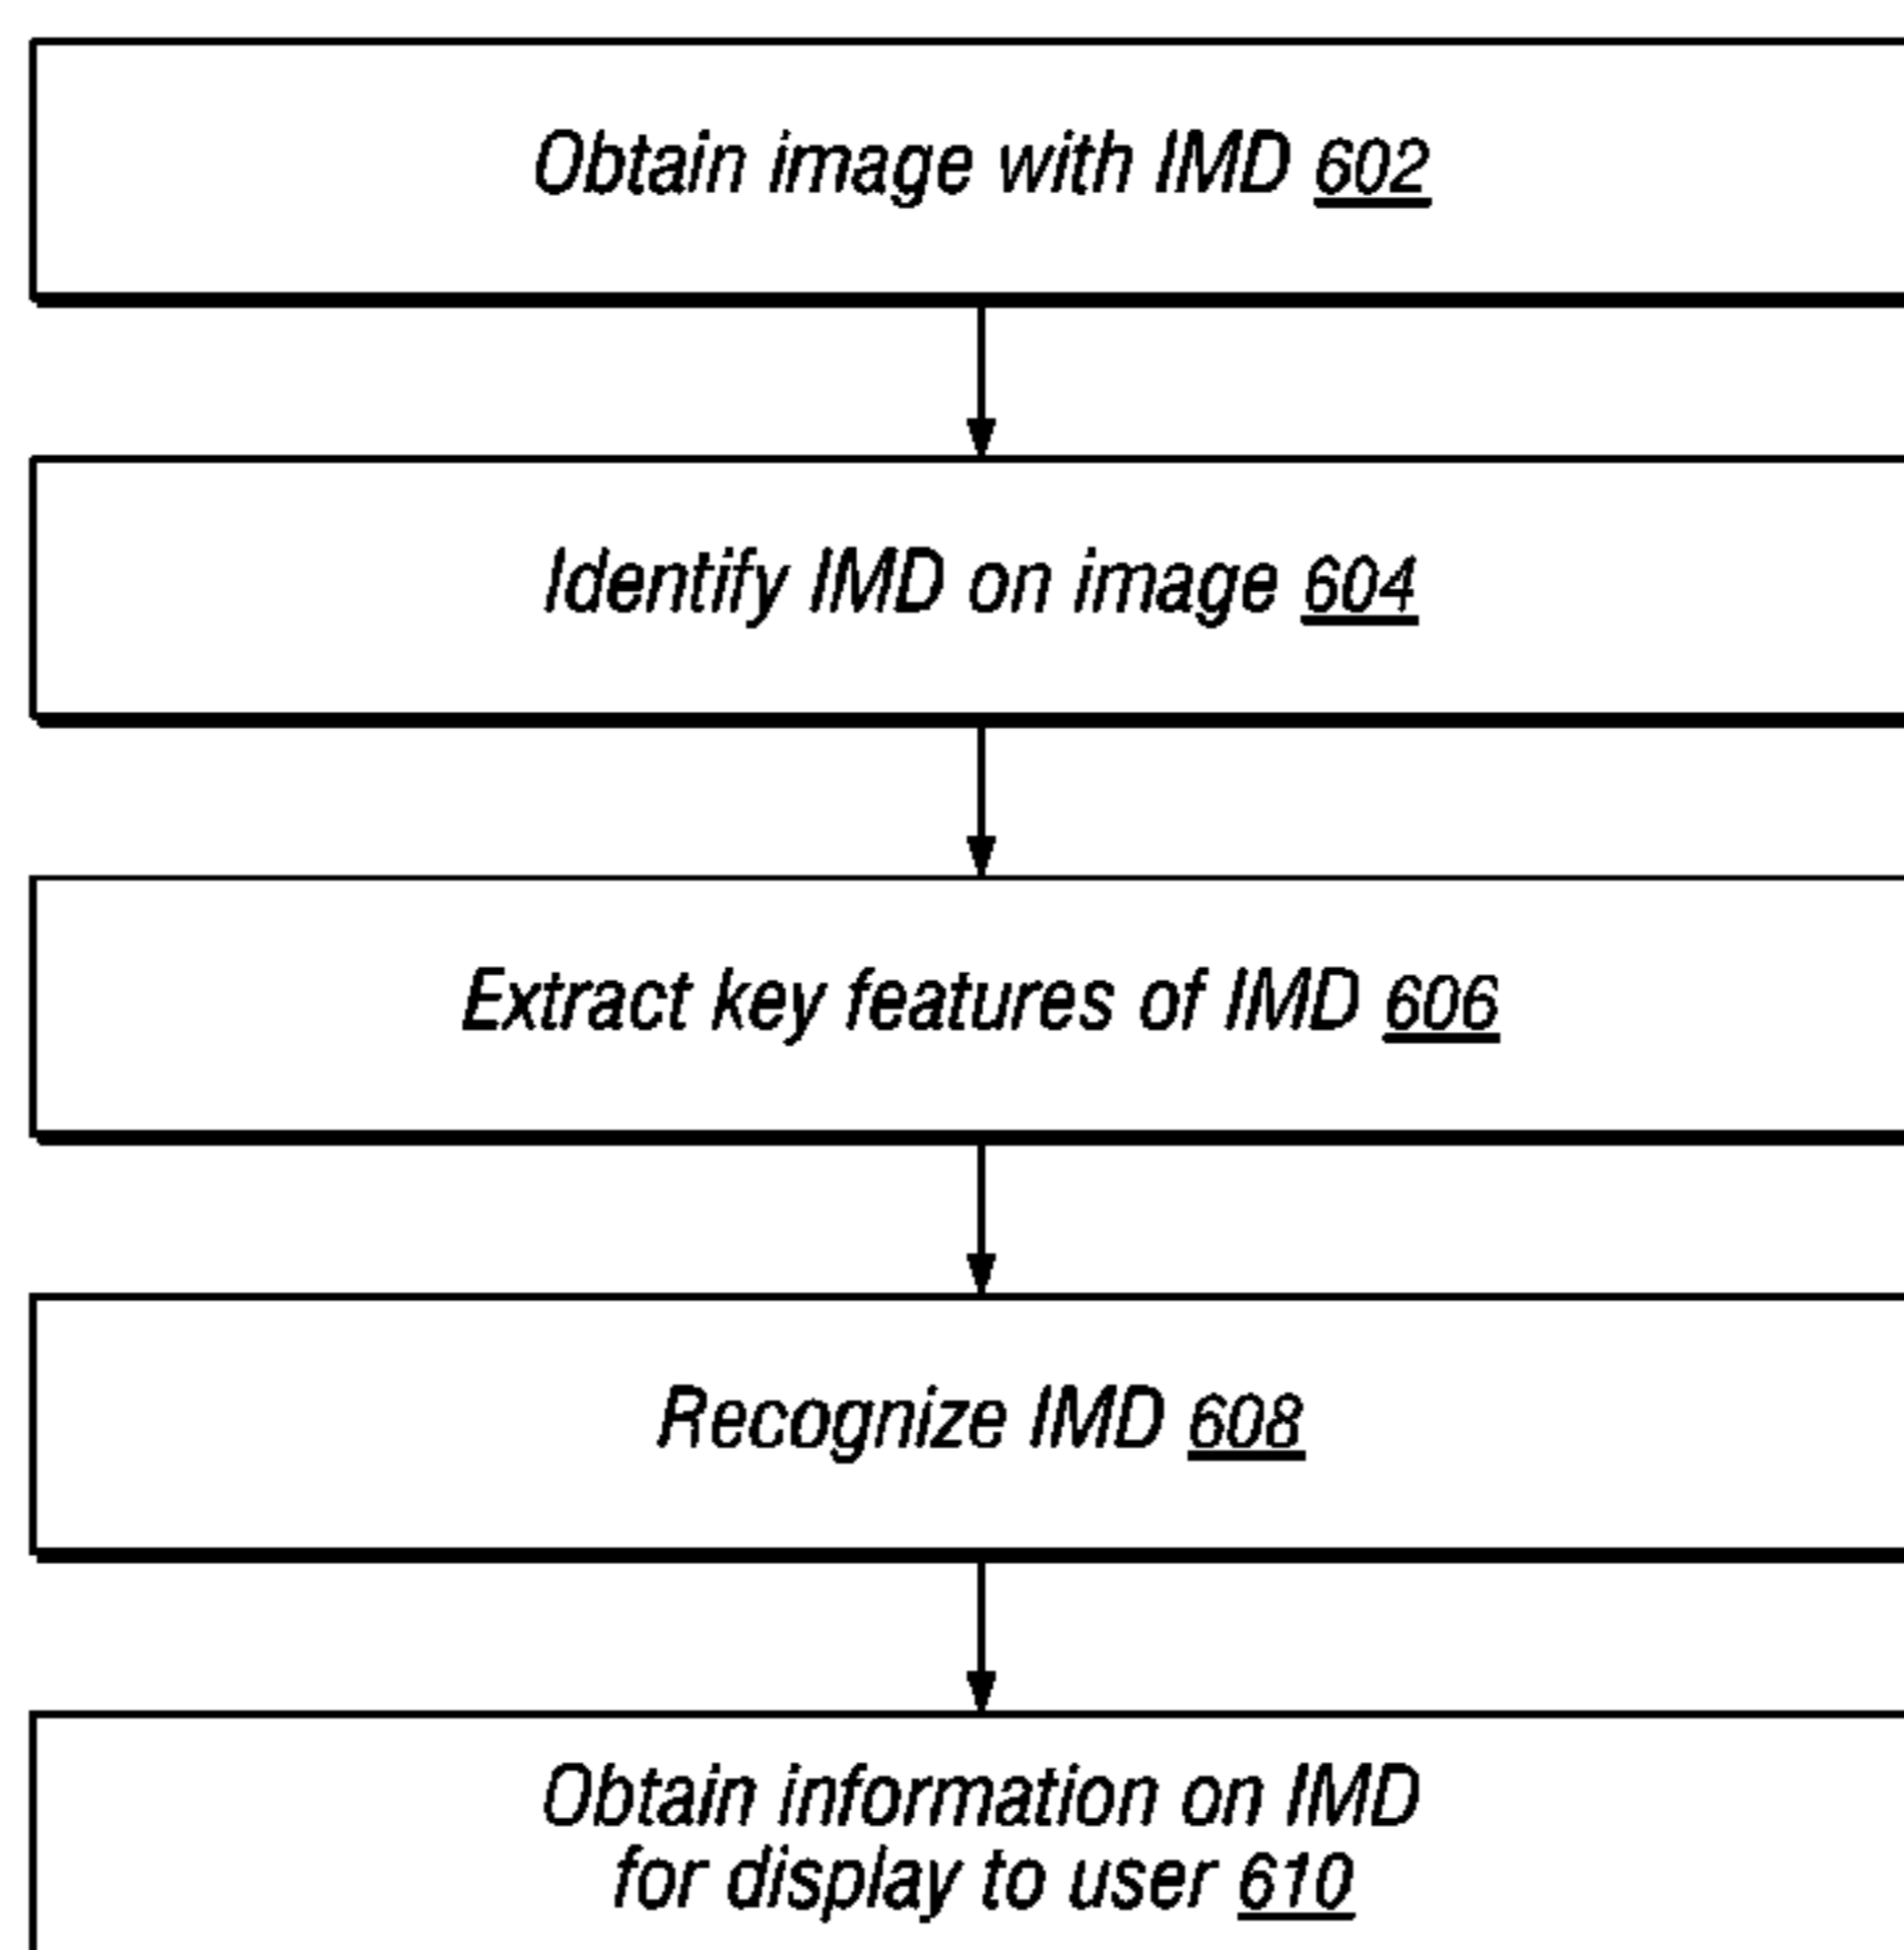 Obtain image with IMD 602
Identify IMD on image 604
Extract key features of IMD 606
Recognize IMD 608
Obtain information on IMD
for display to user 610